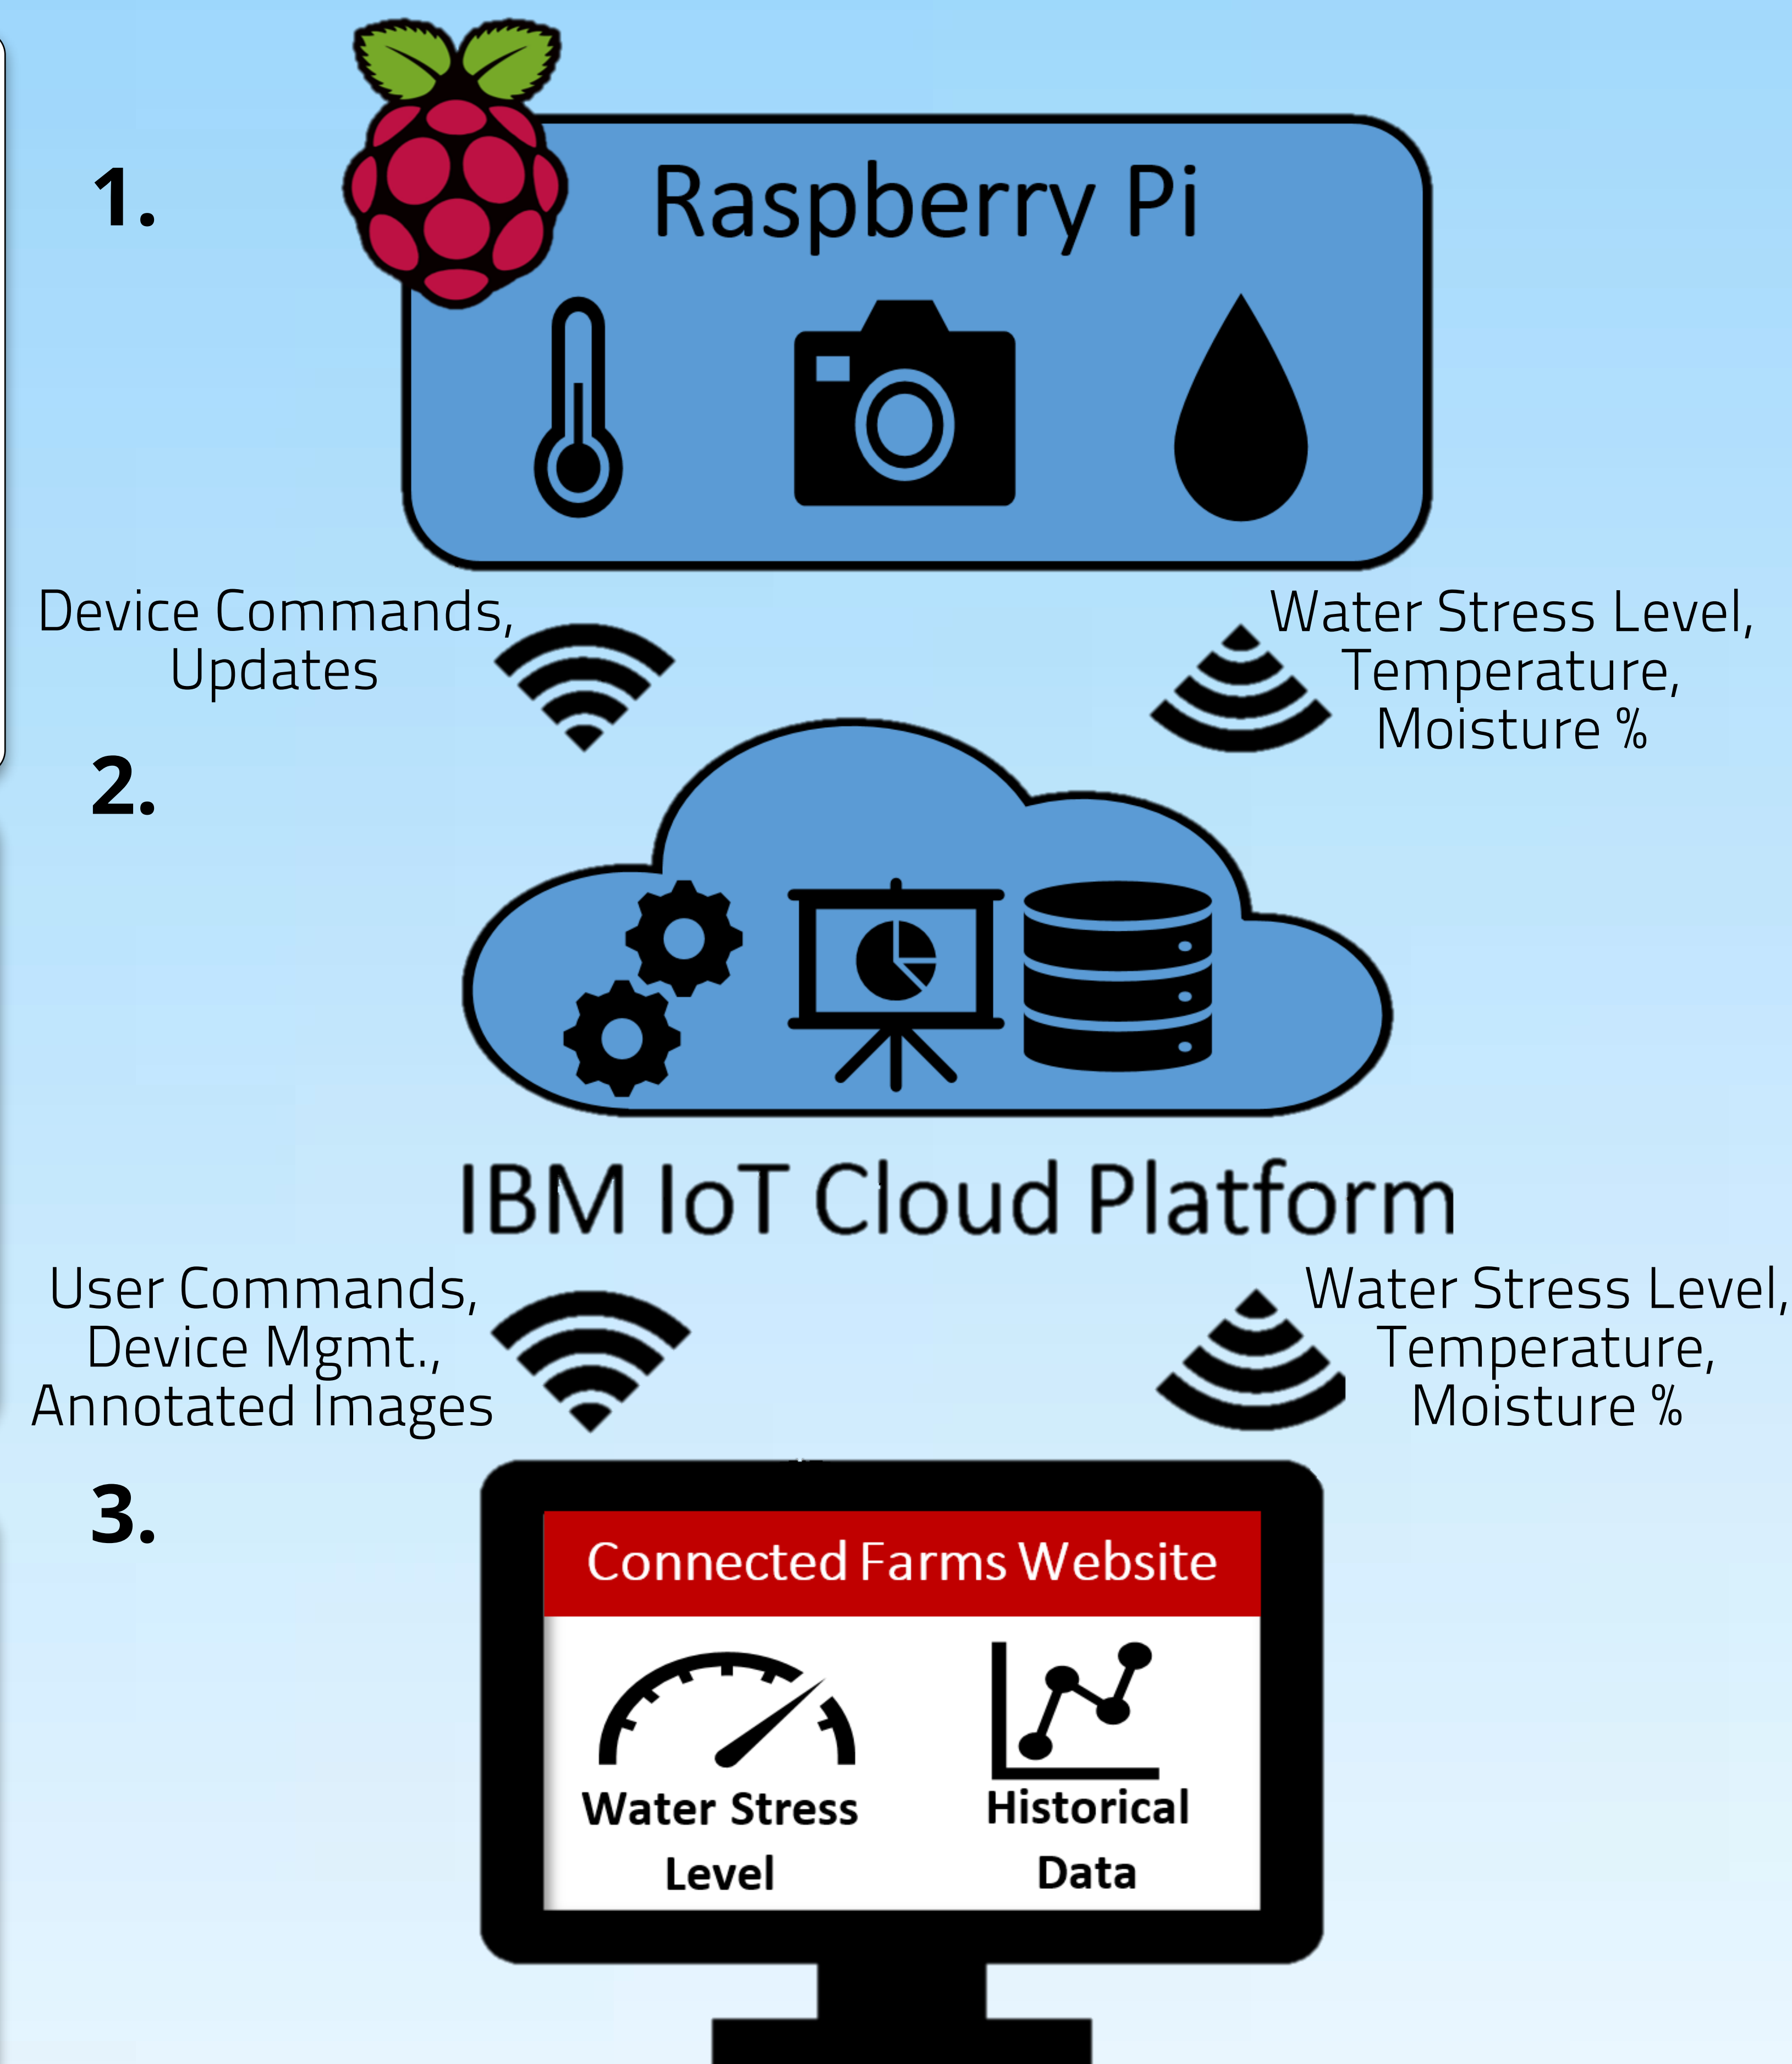 1.
Raspberry Pi
Device Commands,
Updates
Water Stress Level,
Temperature,
Moisture %
2.
IBM IoT Cloud Platform
User Commands,
Device Mgmt.,
Annotated Images
Water Stress Level,
Temperature,
Moisture %
3.
Connected Farms Website
Water Stress
Level
Historical
Data